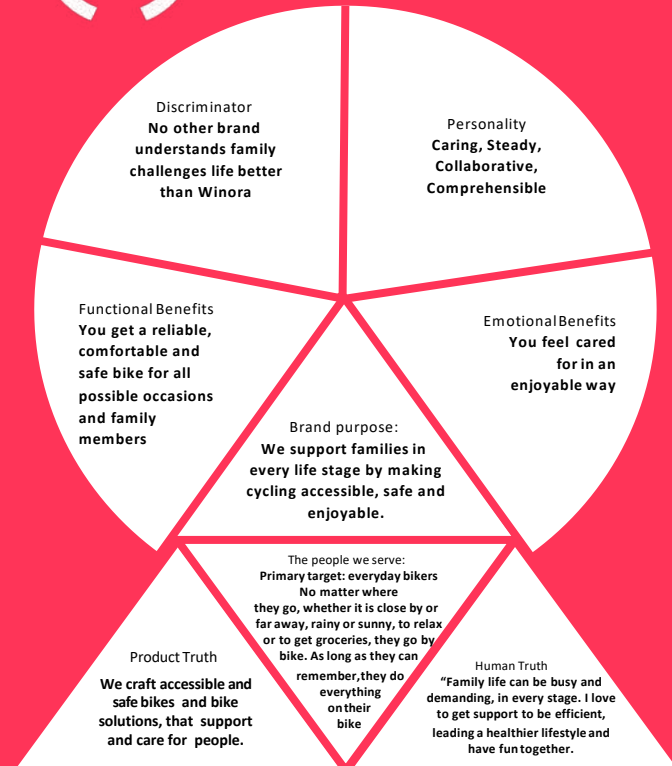 Discriminator
No other brand
understands family
challenges life better
than Winora
Personality
Caring, Steady,
Collaborative,
Comprehensible
Functional Benefits
You get a reliable,
comfortable and
safe bike for all
possible occasions
and family
members
Emotional Benefits
You feel cared
for in an
enjoyable way
Brand purpose:
We support families in
every life stage by making
cycling accessible, safe and
enjoyable.
The people we serve:
Primary target: everyday bikers
No matter where
they go, whether it is close by or
far away, rainy or sunny, to relax
or to get groceries, they go by
bike. As long as they can
remember, they do
everything
on their
bike
Product Truth
We craft accessible and
safe bikes and bike
solutions, that support
and care for people.
Human Truth
“Family life can be busy and
demanding, in every stage. I love
to get support to be efficient,
leading a healthier lifestyle and
have fun together.